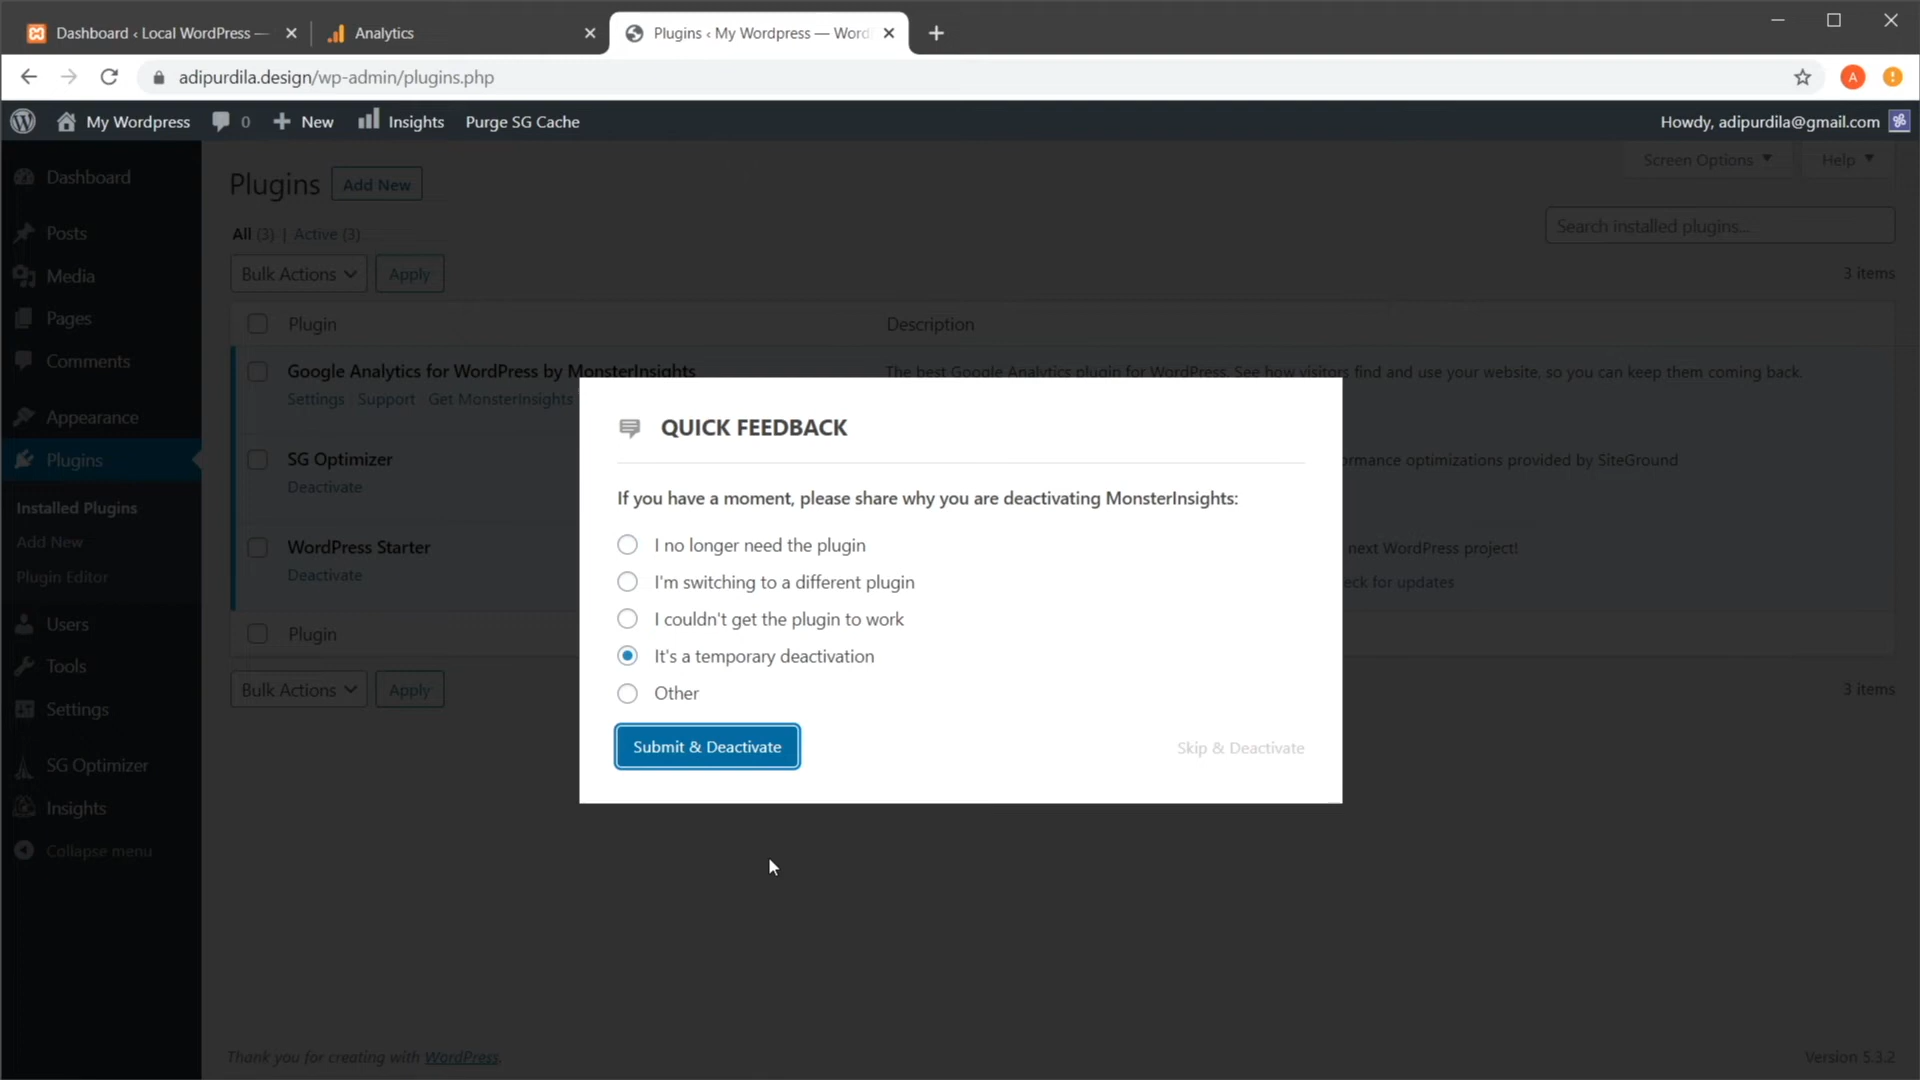 Dashboard ‹ Local WordPress —
Analytics
Plugins ‹ My Wordpress — Word
adipurdila.design/wp-admin/plugins.php
A
My Wordpress
0
New
Insights
Purge SG Cache
Howdy, adipurdila@gmail.com
Dashboard
Posts
Media
Pages
Comments
Appearance
Plugins
Installed Plugins
Add New
Plugin Editor
Users
Tools
Settings
SG Optimizer
Insights
Collapse menu
Screen Options
Help
Plugins
Add New
All (3) | Active (3)
Search installed plugins...
Bulk Actions
Apply
3 items
Plugin
Description
Google Analytics for WordPress by MonsterInsights
The best Google Analytics plugin for WordPress. See how visitors find and use your website, so you can keep them coming back.
Settings | Support | Get MonsterInsights
SG Optimizer
rmance optimizations provided by SiteGround
Deactivate
WordPress Starter
next WordPress project!
Deactivate
eck for updates
Plugin
Bulk Actions
Apply
3 items
QUICK FEEDBACK
If you have a moment, please share why you are deactivating MonsterInsights:
I no longer need the plugin
I'm switching to a different plugin
I couldn't get the plugin to work
It's a temporary deactivation
Other
Submit & Deactivate
Skip & Deactivate
Thank you for creating with WordPress.
Version 5.3.2